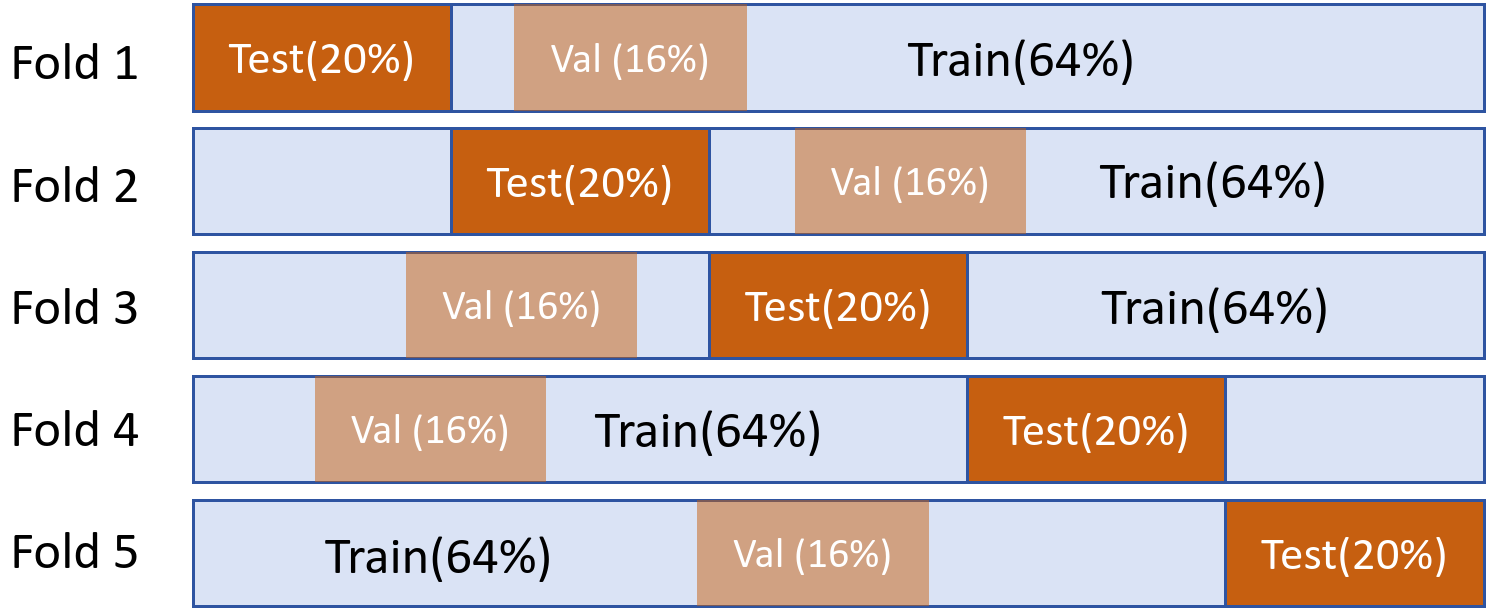 Fold 1 Test(20%) Val (16%) Train(64%)
Fold 2 Test(20%) Val (16%) Train(64%)
Fold 3 Val (16%) Test(20%) Train(64%)
Fold 4 Val (16%) Train(64%) Test(20%)
Fold 5 Train(64%) Val (16%) Test(20%)